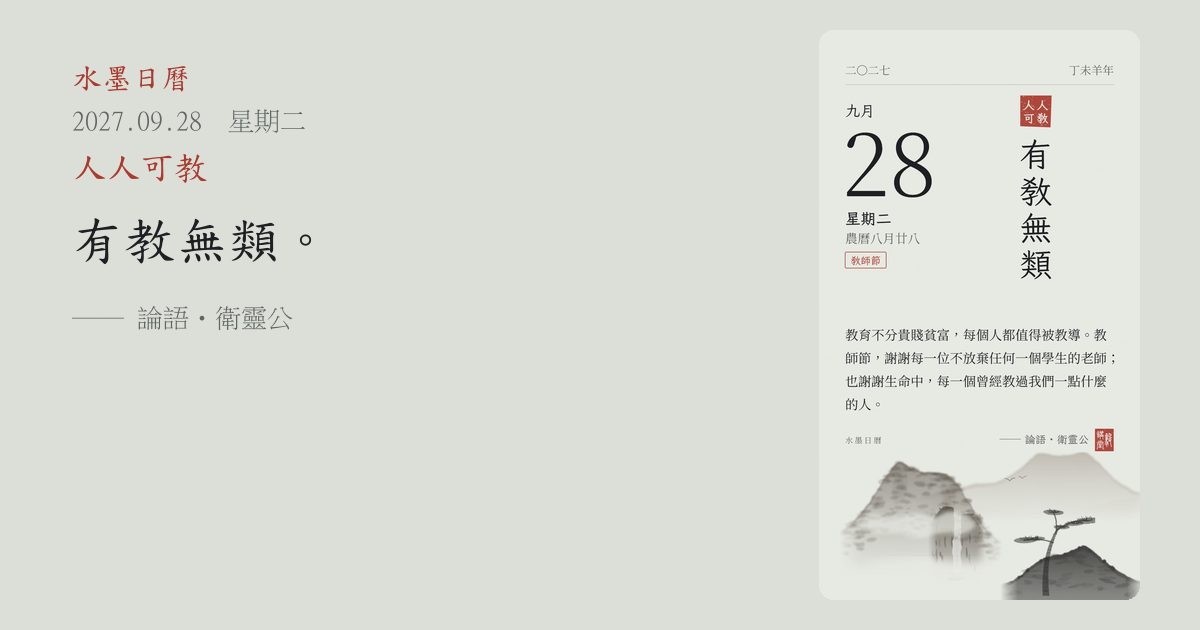 水墨日曆
2027.09.28 星期二
人人可教
有教無類。
—— 論語・衛靈公
二〇二七
丁未羊年
九月
28
星期二
農曆八月廿八
教師節
人人可教
有教無類
教育不分貴賤貧富，每個人都值得被教導。教
師節，謝謝每一位不放棄任何一個學生的老師；
也謝謝生命中，每一個曾經教過我們一點什麼
的人。
水墨日曆
—— 論語・衛靈公